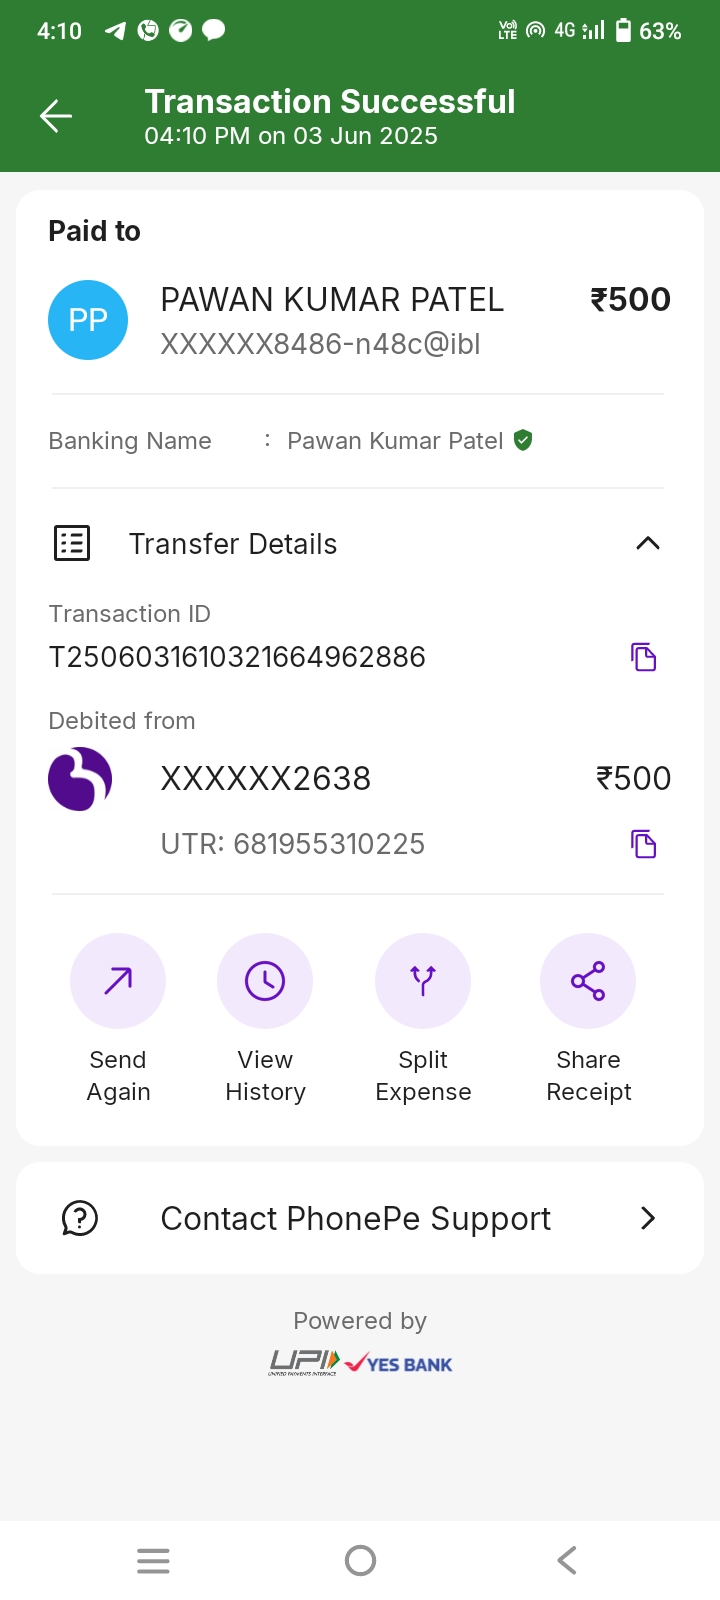 4:10
Vo) LTE 4G 63%
Transaction Successful
04:10 PM on 03 Jun 2025
Paid to
PP PAWAN KUMAR PATEL ₹500
XXXXXX8486-n48c@ibl
Banking Name : Pawan Kumar Patel
Transfer Details
Transaction ID
T2506031610321664962886
Debited from
XXXXXX2638 ₹500
UTR: 681955310225
Send Again
View History
Split Expense
Share Receipt
Contact PhonePe Support
Powered by
UPI YES BANK
UNIFIED PAYMENTS INTERFACE